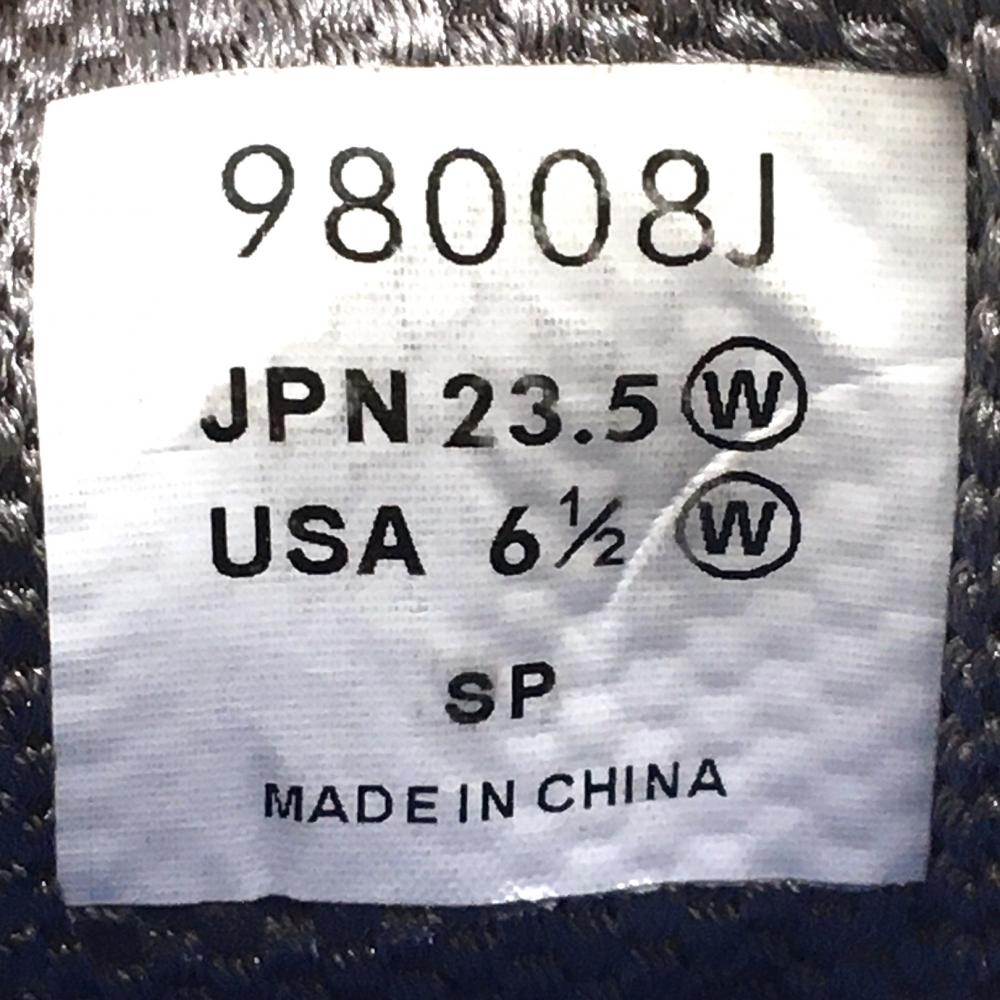 98008J
JPN 23.5 Ⓦ
USA 6½ Ⓦ
SP
MADE IN CHINA